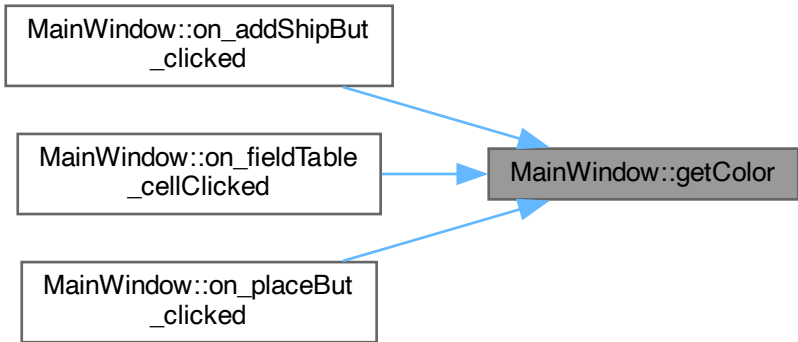 MainWindow::on_addShipBut
_clicked
MainWindow::on_fieldTable
_cellClicked
MainWindow::getColor
MainWindow::on_placeBut
_clicked